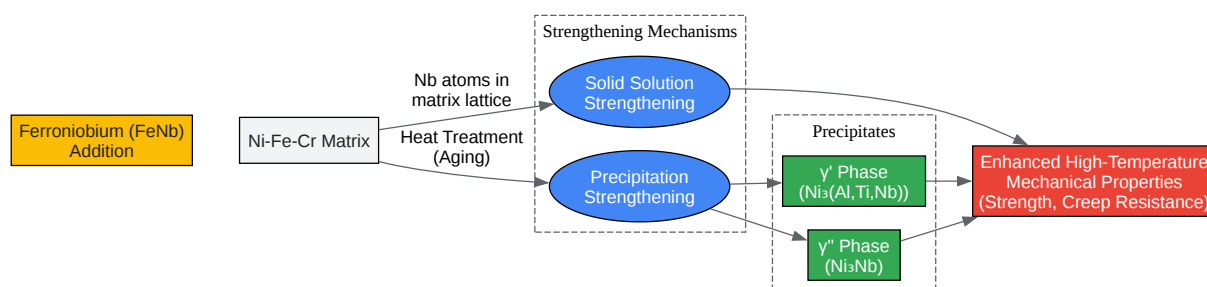 Ferroniobium (FeNb)
Addition
Ni-Fe-Cr Matrix
Nb atoms in
matrix lattice
Heat Treatment
(Aging)
Strengthening Mechanisms
Solid Solution
Strengthening
Precipitation
Strengthening
Precipitates
γ' Phase
(Ni₃(Al,Ti,Nb))
γ'' Phase
(Ni₃Nb)
Enhanced High-Temperature
Mechanical Properties
(Strength, Creep Resistance)